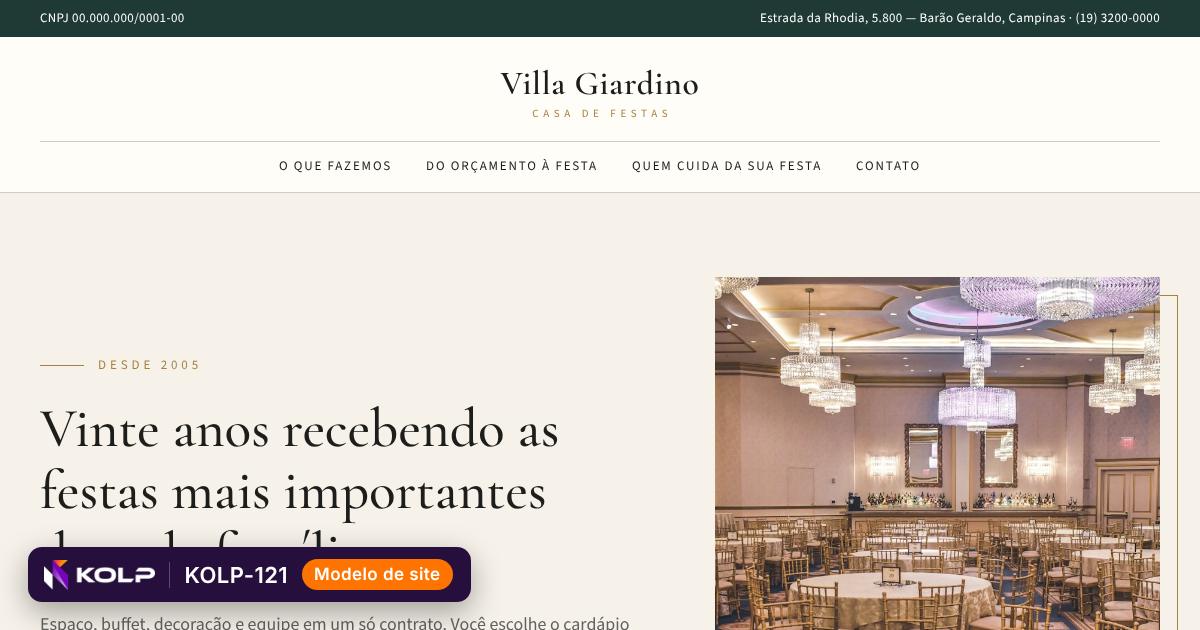 CNPJ 00.000.000/0001-00
Estrada da Rhodia, 5.800 — Barão Geraldo, Campinas · (19) 3200-0000
Villa Giardino
CASA DE FESTAS
O QUE FAZEMOS DO ORÇAMENTO À FESTA QUEM CUIDA DA SUA FESTA CONTATO
DESDE 2005
Vinte anos recebendo as
festas mais importantes
KOLP KOLP-121 Modelo de site
Espaço, buffet, decoração e equipe em um só contrato. Você escolhe o cardápio